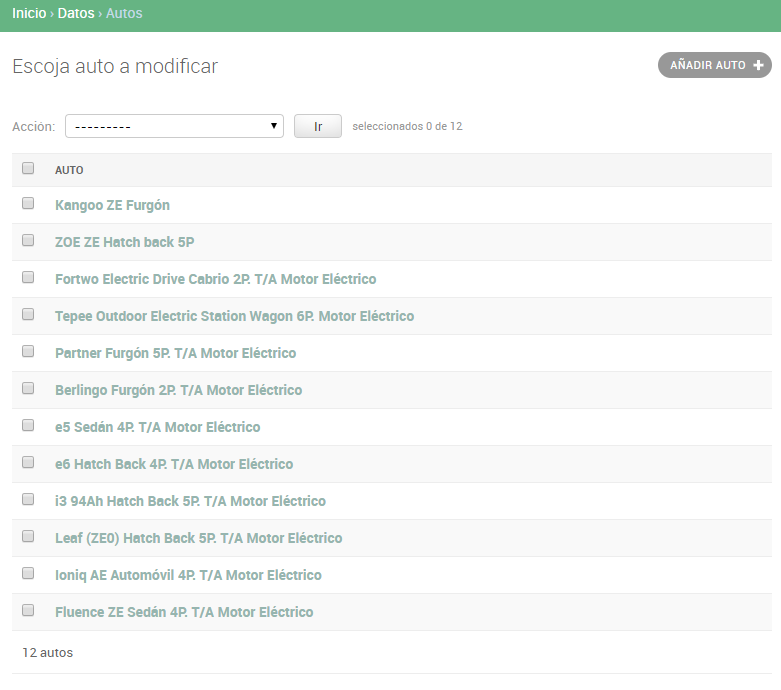 Inicio › Datos › Autos
Escoja auto a modificar
AÑADIR AUTO +
Acción: --------- Ir seleccionados 0 de 12
AUTO
Kangoo ZE Furgón
ZOE ZE Hatch back 5P
Fortwo Electric Drive Cabrio 2P. T/A Motor Eléctrico
Tepee Outdoor Electric Station Wagon 6P. Motor Eléctrico
Partner Furgón 5P. T/A Motor Eléctrico
Berlingo Furgón 2P. T/A Motor Eléctrico
e5 Sedán 4P. T/A Motor Eléctrico
e6 Hatch Back 4P. T/A Motor Eléctrico
i3 94Ah Hatch Back 5P. T/A Motor Eléctrico
Leaf (ZE0) Hatch Back 5P. T/A Motor Eléctrico
Ioniq AE Automóvil 4P. T/A Motor Eléctrico
Fluence ZE Sedán 4P. T/A Motor Eléctrico
12 autos